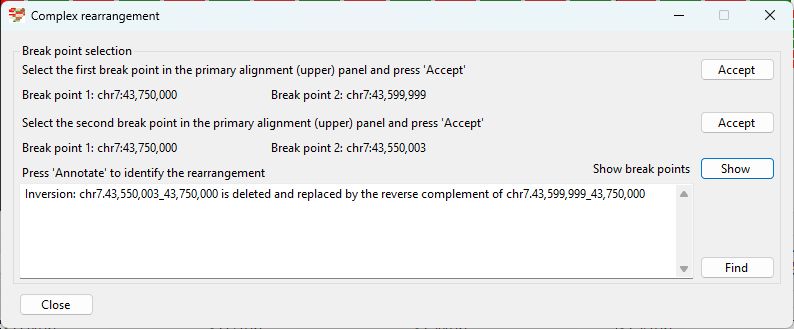 Complex rearrangement
Break point selection
Select the first break point in the primary alignment (upper) panel and press 'Accept'
Accept
Break point 1: chr7:43,750,000 Break point 2: chr7:43,599,999
Select the second break point in the primary alignment (upper) panel and press 'Accept'
Accept
Break point 1: chr7:43,750,000 Break point 2: chr7:43,550,003
Press 'Annotate' to identify the rearrangement
Show break points
Show
Inversion: chr7.43,550,003_43,750,000 is deleted and replaced by the reverse complement of chr7.43,599,999_43,750,000
Find
Close